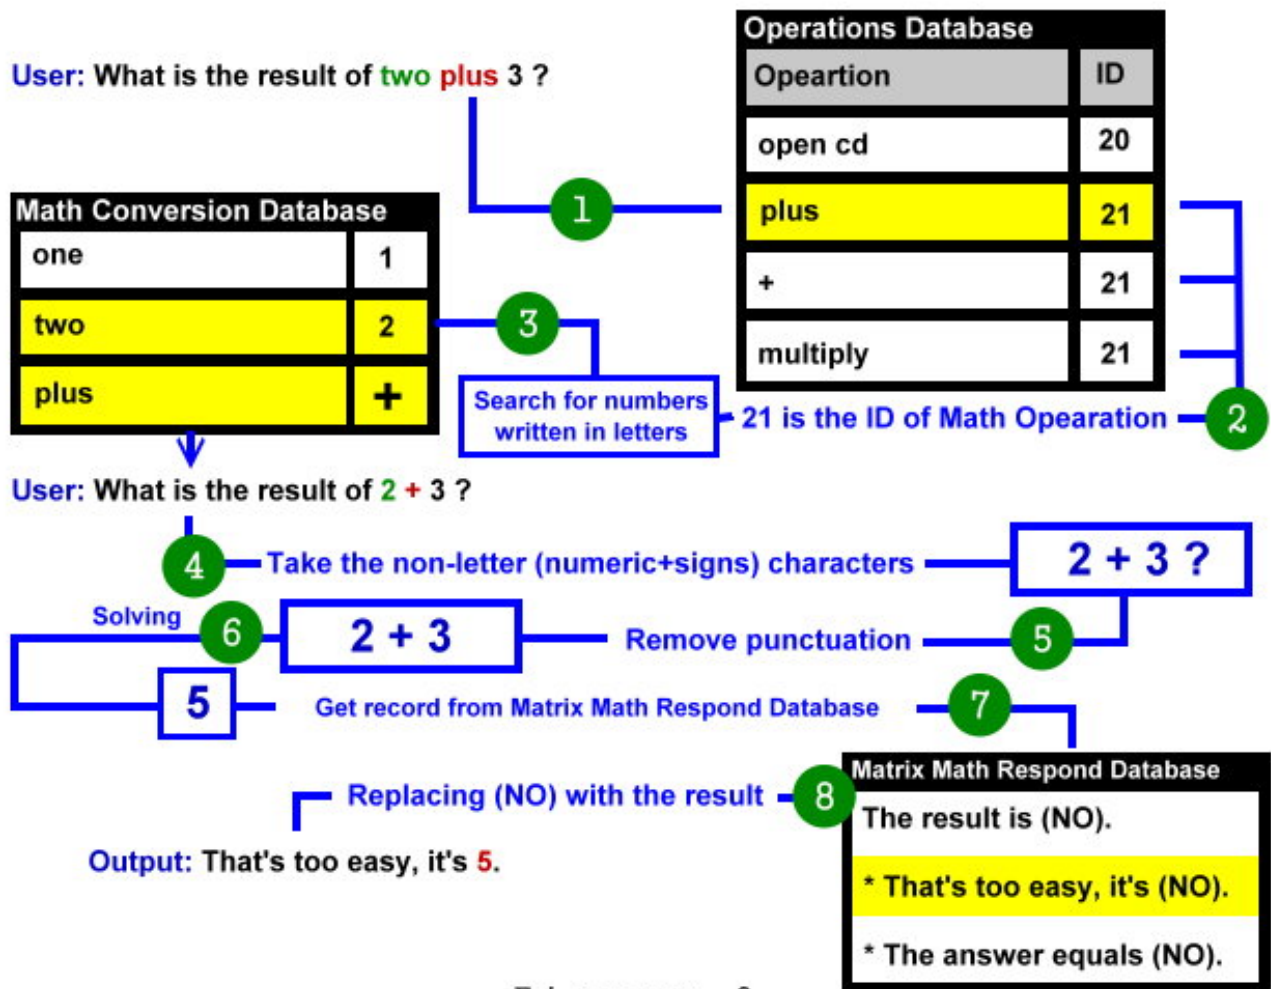 Operations Database
User: What is the result of two plus 3 ?
Opeartion ID
open cd 20
plus 21
+ 21
multiply 21
1
Math Conversion Database
one 1
two 2
plus +
3
Search for numbers
written in letters
21 is the ID of Math Opearation
2
User: What is the result of 2 + 3 ?
4
Take the non-letter (numeric+signs) characters
2 + 3 ?
Solving
6
2 + 3
Remove punctuation
5
5
Get record from Matrix Math Respond Database
7
Matrix Math Respond Database
The result is (NO).
* That's too easy, it's (NO).
* The answer equals (NO).
8
Replacing (NO) with the result
Output: That's too easy, it's 5.